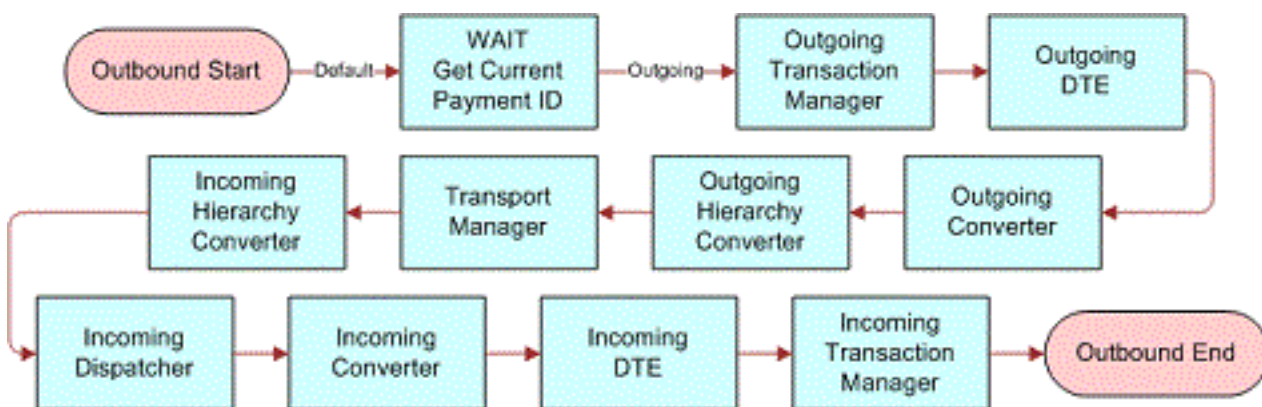 Outbound Start
Default
WAIT
Get Current
Payment ID
Outgoing
Outgoing
Transaction
Manager
Outgoing
DTE
Outgoing
Converter
Outgoing
Hierarchy
Converter
Transport
Manager
Incoming
Hierarchy
Converter
Incoming
Dispatcher
Incoming
Converter
Incoming
DTE
Incoming
Transaction
Manager
Outbound End